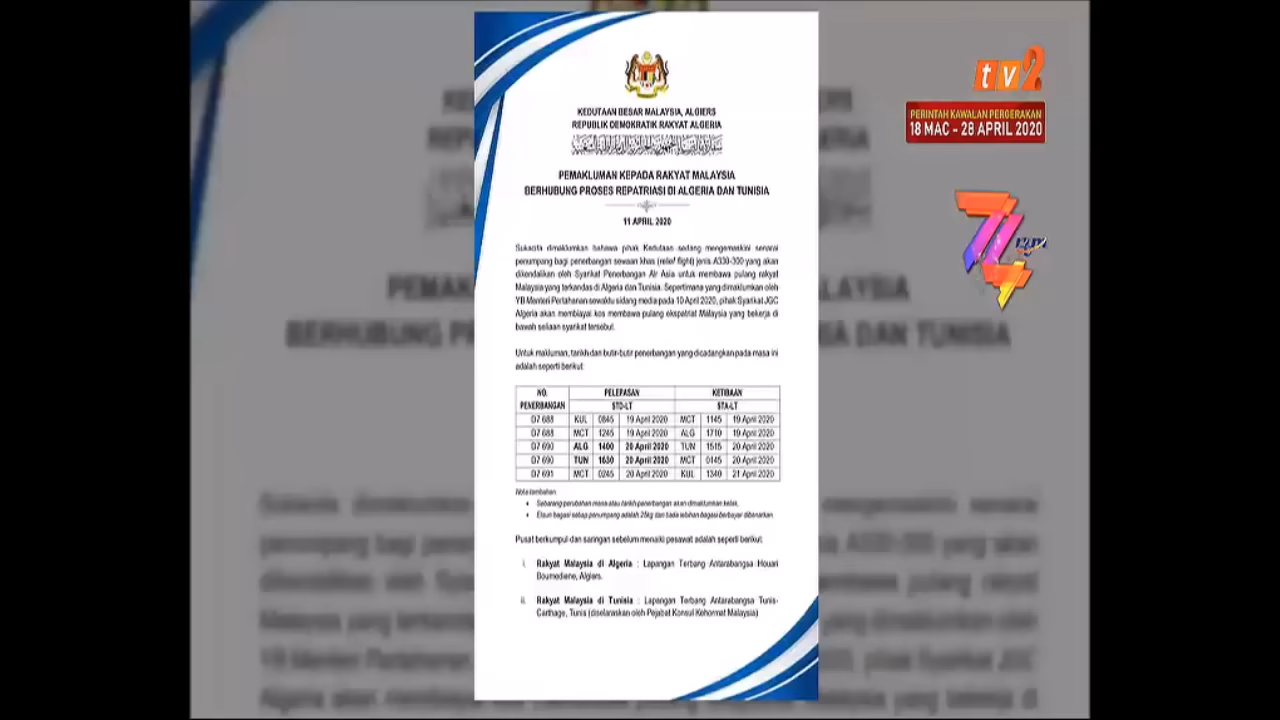 KEDUTAAN BESAR MALAYSIA, ALGIERS
REPUBLIK DEMOKRATIK RAKYAT ALGERIA
PEMAKLUMAN KEPADA RAKYAT MALAYSIA
BERHUBUNG PROSES REPATRIASI DI ALGERIA DAN TUNISIA
11 APRIL 2020
Sukacita dimaklumkan bahawa pihak Kedutaan sedang mengemaskini senarai
penumpang bagi penerbangan sewaan khas (relief flight) jenis A330-300 yang akan
dikendalikan oleh Syarikat Penerbangan Air Asia untuk membawa pulang rakyat
Malaysia yang terkandas di Algeria dan Tunisia. Sepertimana yang dimaklumkan oleh
YB Menteri Pertahanan sewaktu sidang media pada 10 April 2020, pihak Syarikat JGC
Algeria akan membiayai kos membawa pulang ekspatriat Malaysia yang bekerja di
bawah seliaan syarikat tersebut.
Untuk makluman, tarikh dan butir-butir penerbangan yang dicadangkan pada masa ini
adalah seperti berikut:
NO. PENERBANGAN PELEPASAN KETIBAAN
STD-LT STA-LT
D7 688 KUL 0845 19 April 2020 MCT 1145 19 April 2020
D7 688 MCT 1245 19 April 2020 ALG 1710 19 April 2020
D7 690 ALG 1400 20 April 2020 TUN 1515 20 April 2020
D7 690 TUN 1630 20 April 2020 MCT 0145 20 April 2020
D7 691 MCT 0245 20 April 2020 KUL 1340 21 April 2020
Nota tambahan:
• Sebarang perubahan masa atau tarikh penerbangan akan dimaklumkan kelak.
• Elaun bagasi setiap penumpang adalah 25kg dan tiada lebihan bagasi berbayar dibenarkan.
Pusat berkumpul dan saringan sebelum menaiki pesawat adalah seperti berikut:
i. Rakyat Malaysia di Algeria : Lapangan Terbang Antarabangsa Houari
Boumediene, Algiers.
ii. Rakyat Malaysia di Tunisia : Lapangan Terbang Antarabangsa Tunis-
Carthage, Tunis (diselaraskan oleh Pejabat Konsul Kehormat Malaysia)
tv2
PERINTAH KAWALAN PERGERAKAN
18 MAC - 28 APRIL 2020
74